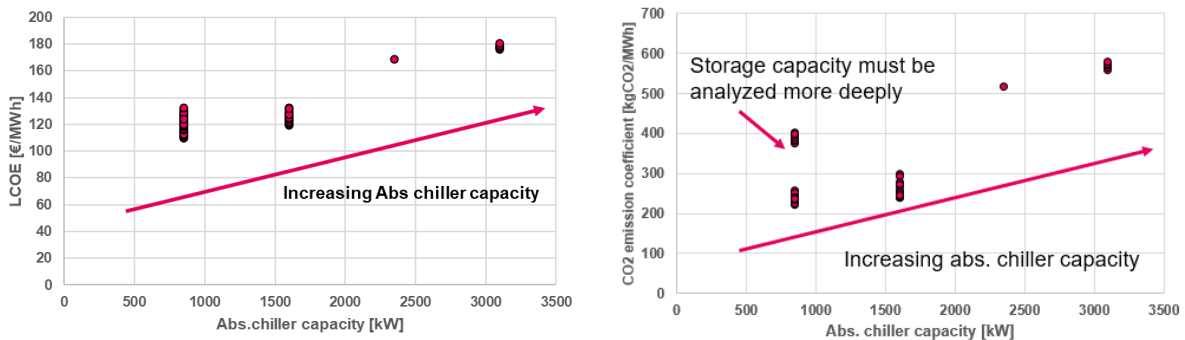 LCOE [€/MWh]
200
180
160
140
120
100
80
60
40
20
0
Increasing Abs chiller capacity
0 500 1000 1500 2000 2500 3000 3500
Abs.chiller capacity [kW]
CO2 emission coefficient [kgCO2/MWh]
700
600
500
400
300
200
100
0
Storage capacity must be
analyzed more deeply
Increasing abs. chiller capacity
0 500 1000 1500 2000 2500 3000 3500
Abs. chiller capacity [kW]